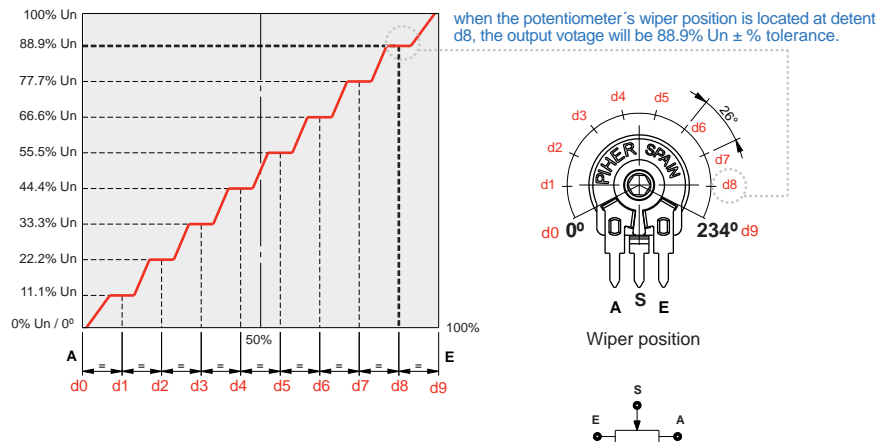 100% Un
88.9% Un
77.7% Un
66.6% Un
55.5% Un
44.4% Un
33.3% Un
22.2% Un
11.1% Un
0% Un / 0º
50%
100%
A
E
= = = = = = = = =
d0 d1 d2 d3 d4 d5 d6 d7 d8 d9
when the potentiometer´s wiper position is located at detent
d8, the output votage will be 88.9% Un ± % tolerance.
d4 d5
d3 d6
26°
d2 d7
d1 d8
PIHER SPAIN
d0 0º 234º d9
A S E
Wiper position
S
E A